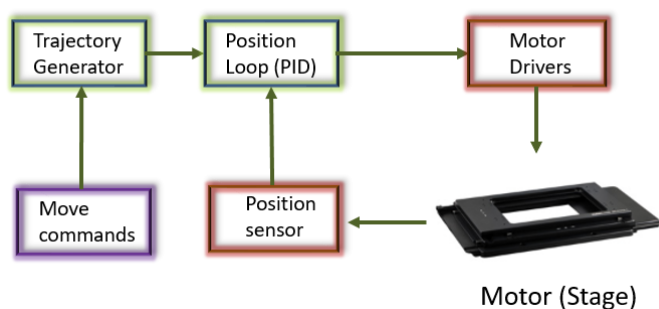 Trajectory
Generator
Position
Loop (PID)
Motor
Drivers
Move
commands
Position
sensor
Motor (Stage)